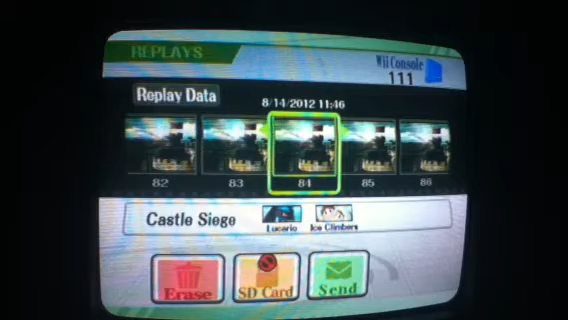 REPLAYS
Wii Console
111
Replay Data
8/14/2012 11:46
82 83 84 85 86
Castle Siege
Lucario Ice Climbers
Erase SD Card Send